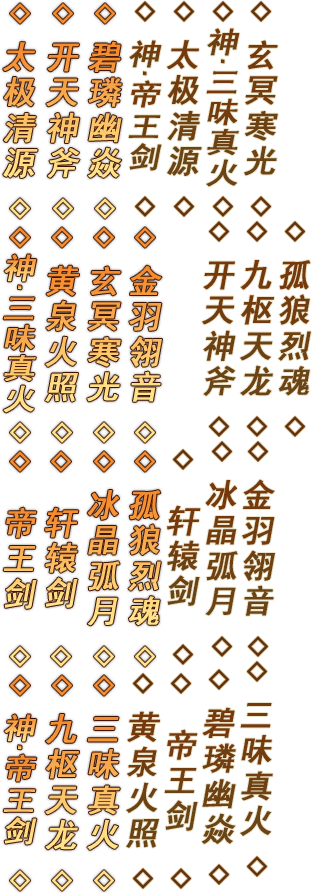 太极清源
开天神斧
碧璘幽焱
神·帝王剑
太极清源
神·三味真火
玄冥寒光
神·三味真火
黄泉火照
玄冥寒光
金羽翎音
开天神斧
九枢天龙
孤狼烈魂
帝王剑
轩辕剑
冰晶弧月
孤狼烈魂
轩辕剑
冰晶弧月
金羽翎音
神·帝王剑
九枢天龙
三味真火
黄泉火照
帝王剑
碧璘幽焱
三味真火